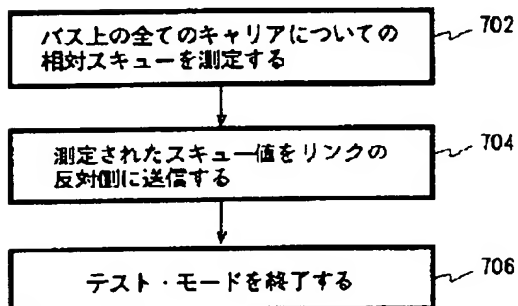 バス上の全てのキャリアについての
相対スキューを測定する
702
測定されたスキュー値をリンクの
反対側に送信する
704
テスト・モードを終了する
706